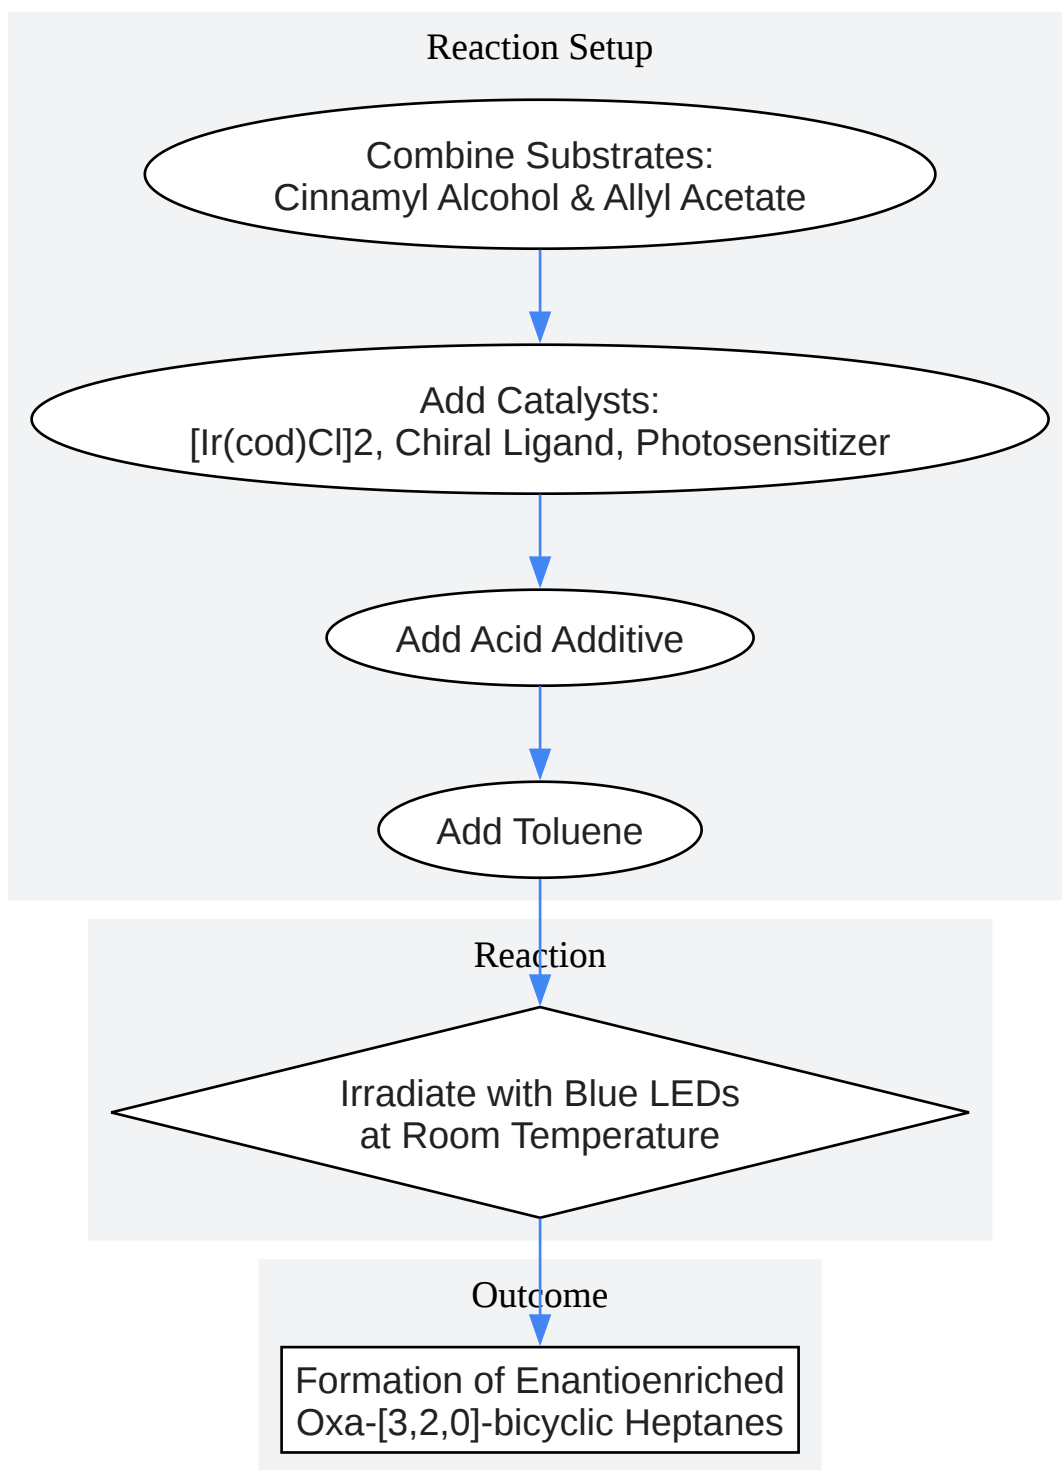 Reaction Setup
Combine Substrates:
Cinnamyl Alcohol & Allyl Acetate
Add Catalysts:
[Ir(cod)Cl]2, Chiral Ligand, Photosensitizer
Add Acid Additive
Add Toluene
Reaction
Irradiate with Blue LEDs
at Room Temperature
Outcome
Formation of Enantioenriched
Oxa-[3,2,0]-bicyclic Heptanes